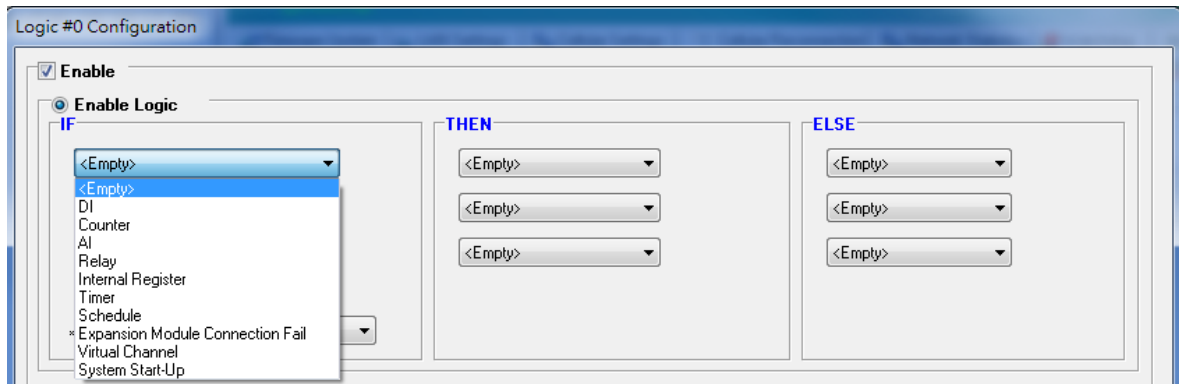 Logic #0 Configuration
Enable
Enable Logic
IF
<Empty>
<Empty>
DI
Counter
AI
Relay
Internal Register
Timer
Schedule
Expansion Module Connection Fail
Virtual Channel
System Start-Up
*
THEN
<Empty>
<Empty>
<Empty>
ELSE
<Empty>
<Empty>
<Empty>